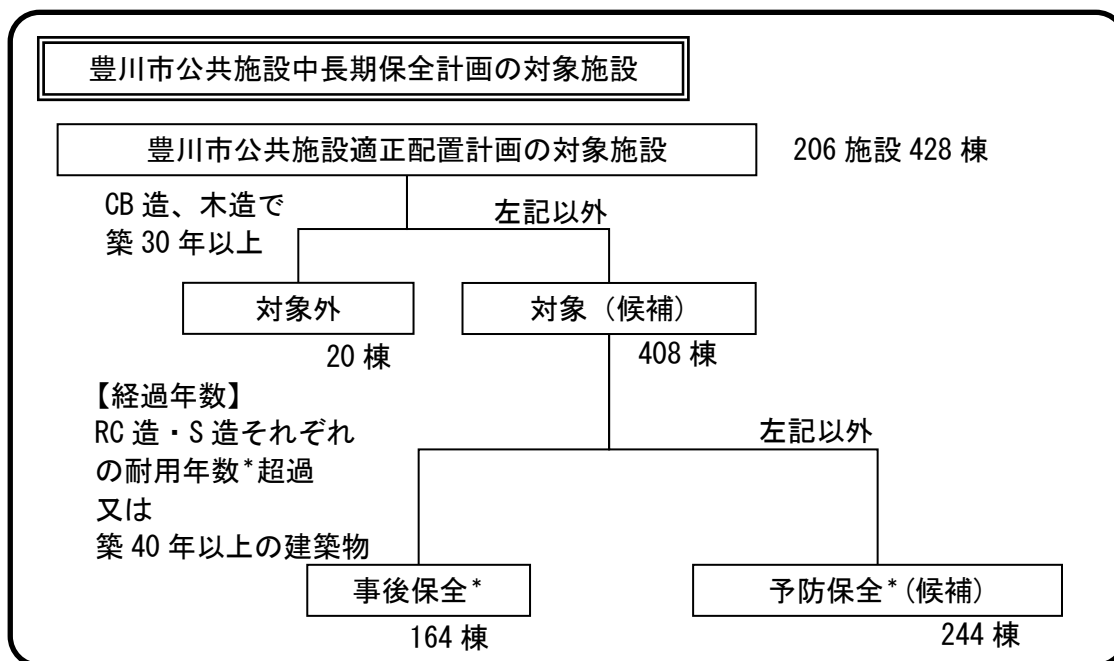 豊川市公共施設中長期保全計画の対象施設
豊川市公共施設適正配置計画の対象施設
206 施設 428 棟
CB 造、木造で
築 30 年以上
左記以外
対象外
対象（候補）
20 棟
408 棟
【経過年数】
RC 造・S 造それぞれ
の耐用年数*超過
又は
築 40 年以上の建築物
左記以外
事後保全*
予防保全*(候補)
164 棟
244 棟